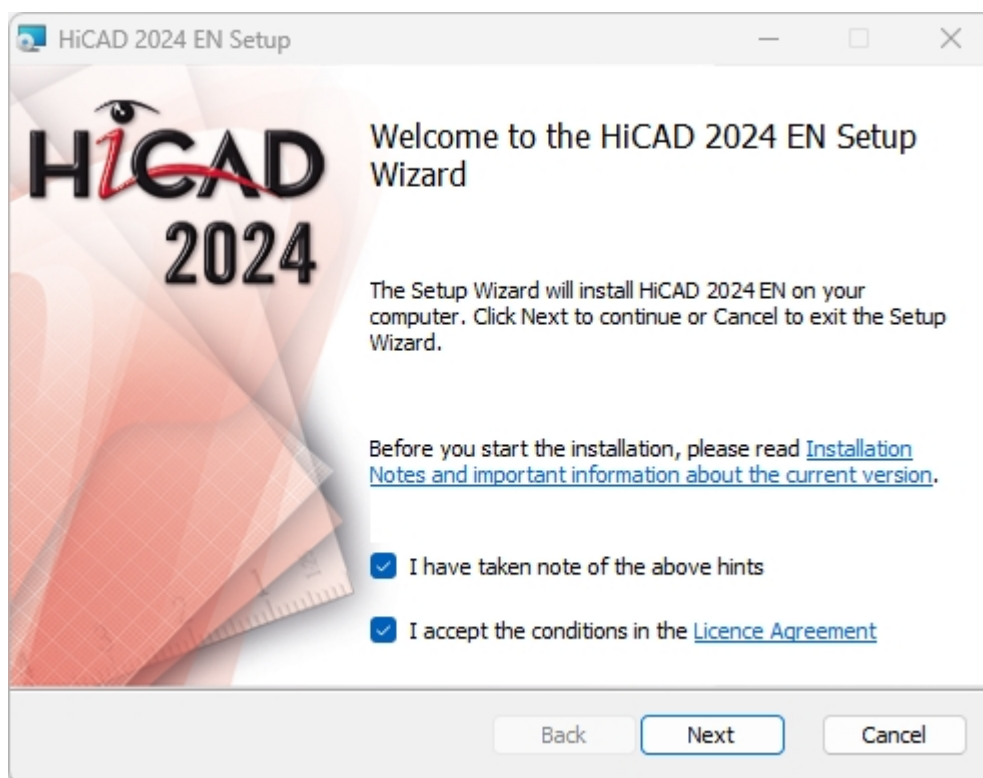 HiCAD 2024 EN Setup
HiCAD
2024
Welcome to the HiCAD 2024 EN Setup
Wizard
The Setup Wizard will install HiCAD 2024 EN on your
computer. Click Next to continue or Cancel to exit the Setup
Wizard.
Before you start the installation, please read Installation
Notes and important information about the current version.
I have taken note of the above hints
I accept the conditions in the Licence Agreement
Back
Next
Cancel